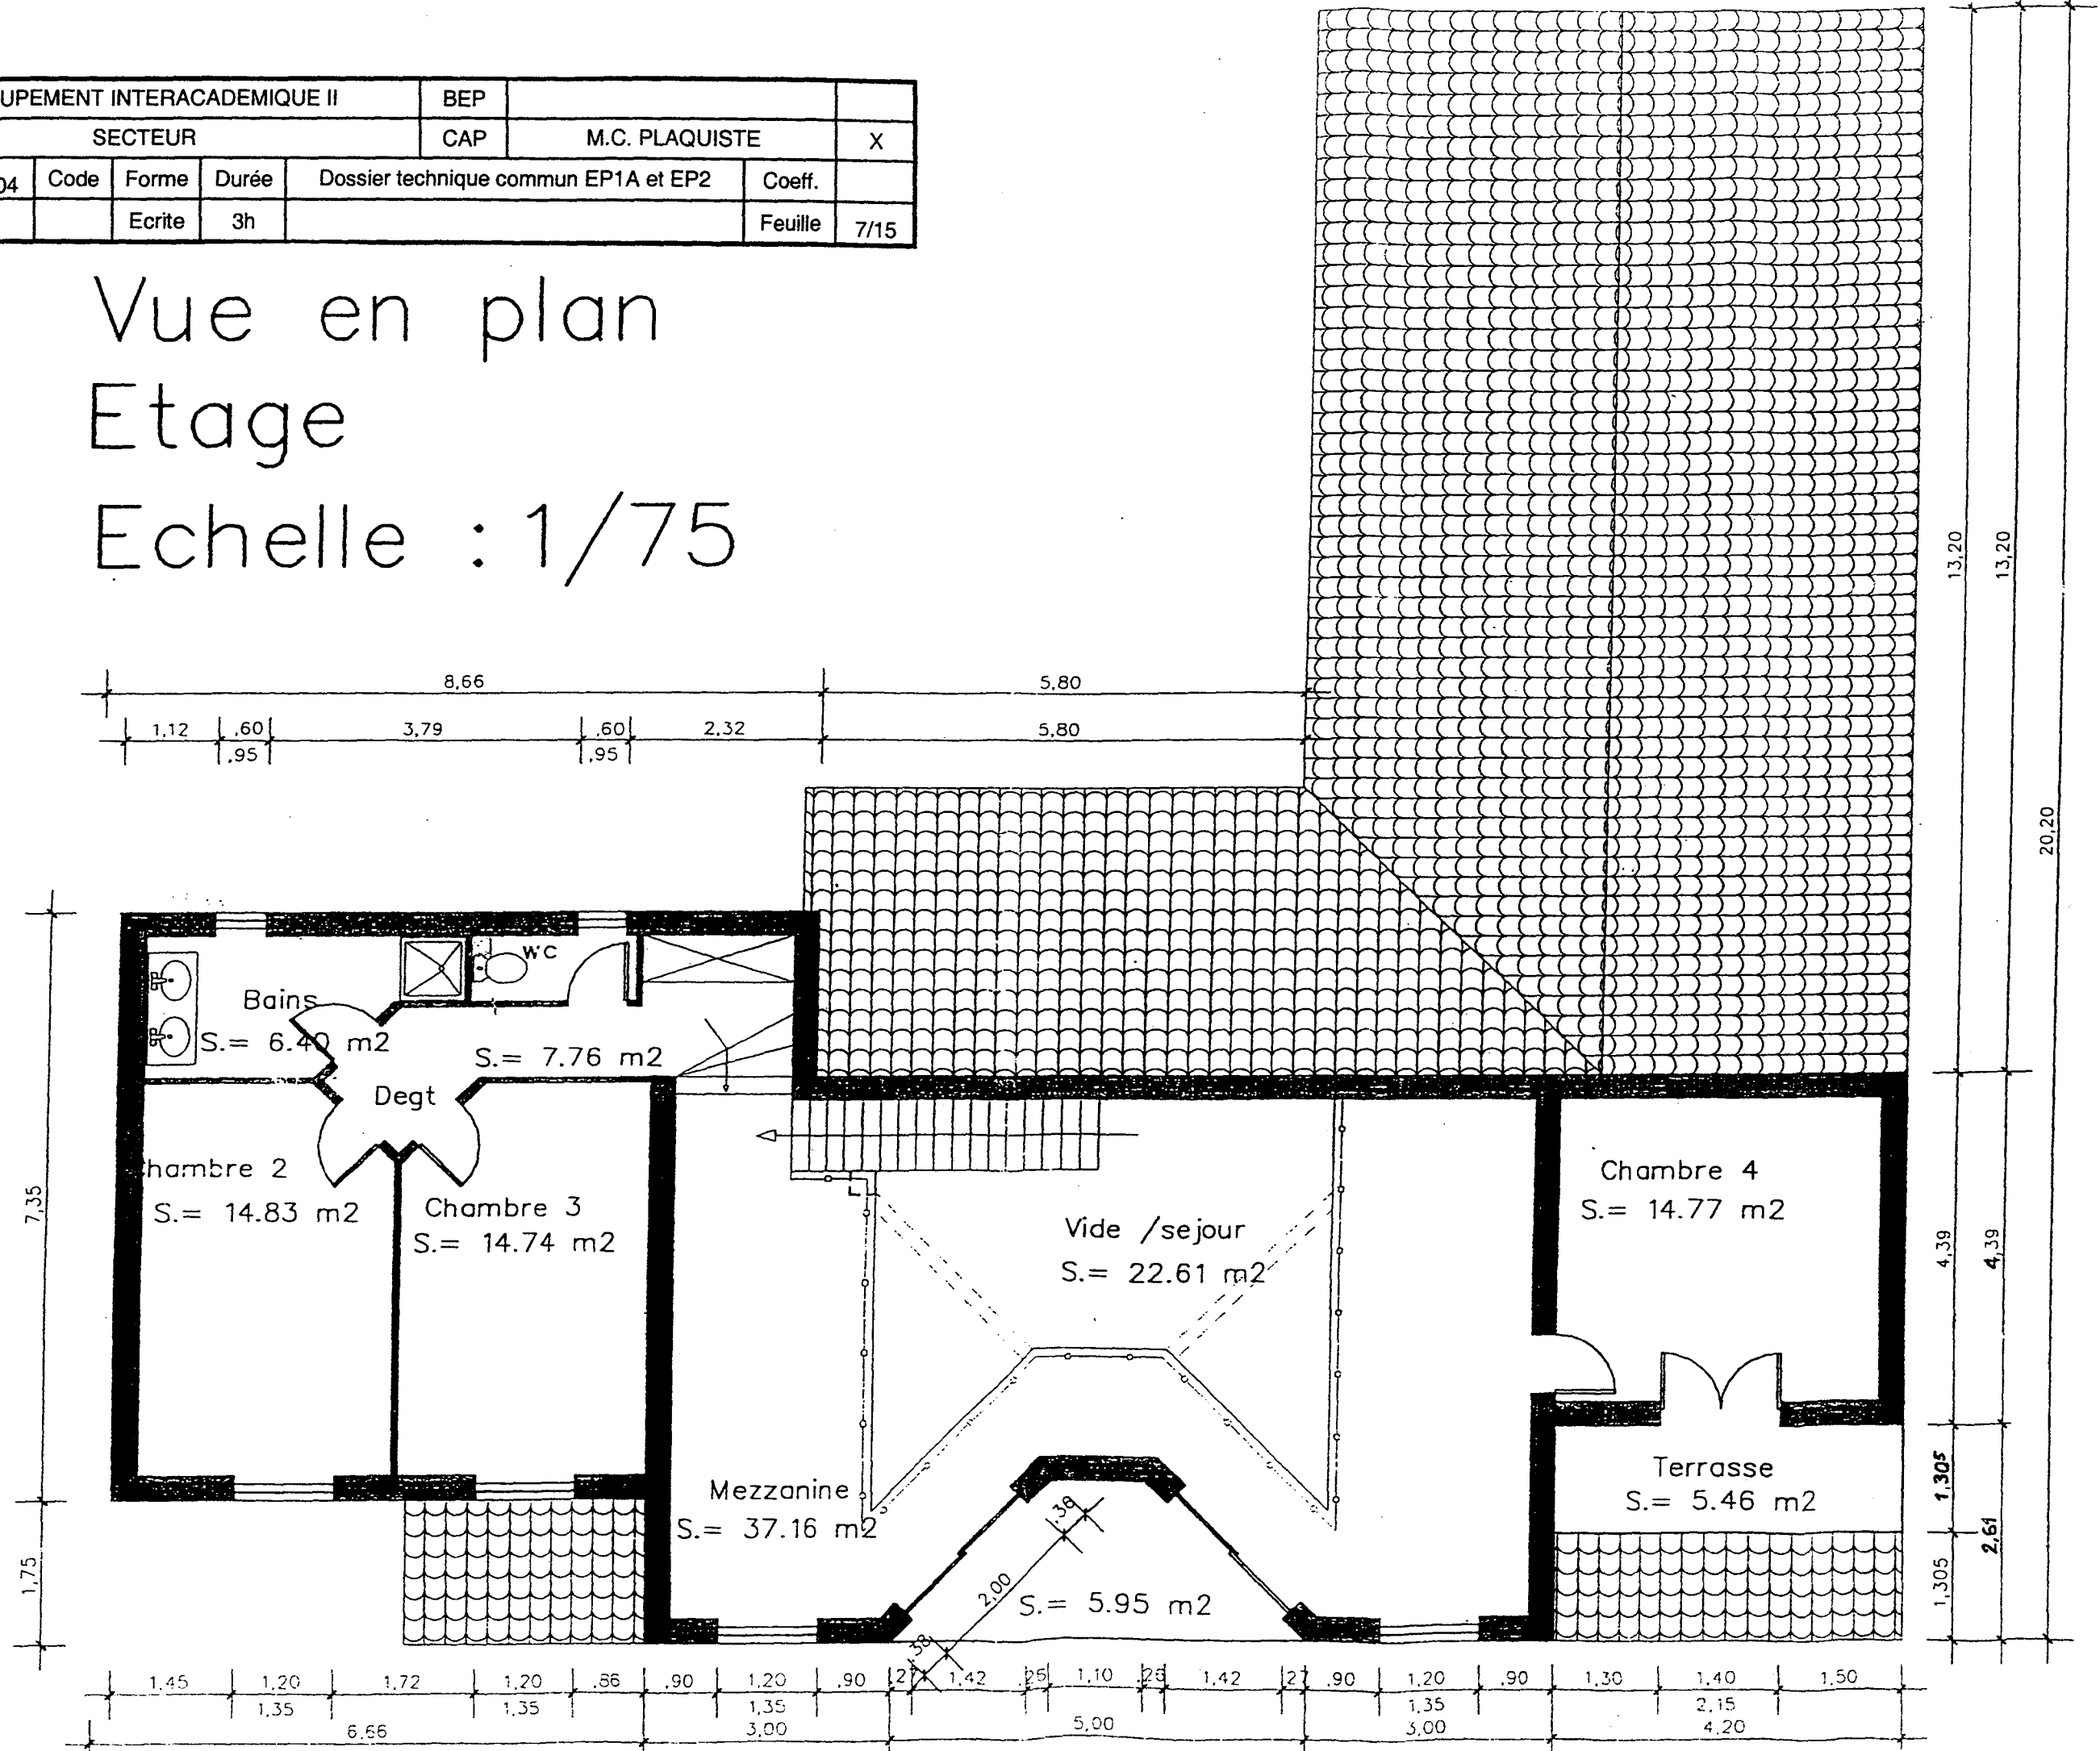 UPEMENT INTERACADEMIQUE II BEP
SECTEUR CAP M.C. PLAQUISTE X
04 Code Forme Durée Dossier technique commun EP1A et EP2 Coeff.
Ecrite 3h Feuille 7/15
Vue en plan
Etage
Echelle : 1/75
8,66 5,80
1,12 ,60 3,79 ,60 2,32 5,80
,95 ,95
13,20 13,20
20,20
WC
Bains
S.= 6.40 m2
S.= 7.76 m2
Degt
hambre 2
S.= 14.83 m2
Chambre 3
S.= 14.74 m2
Vide /sejour
S.= 22.61 m2
Chambre 4
S.= 14.77 m2
7,35
4,39 4,39
Mezzanine
S.= 37.16 m2
Terrasse
S.= 5.46 m2
,38
2,00
,38
S.= 5.95 m2
1,75
1,305
2,61
1,305
1,45 1,20 1,72 1,20 ,86 ,90 1,20 ,90 ,27 1,42 ,25 1,10 ,25 1,42 ,27 ,90 1,20 ,90 1,30 1,40 1,50
1,35 1,35 1,35 1,35 2,15
6,66 3,00 5,00 3,00 4,20